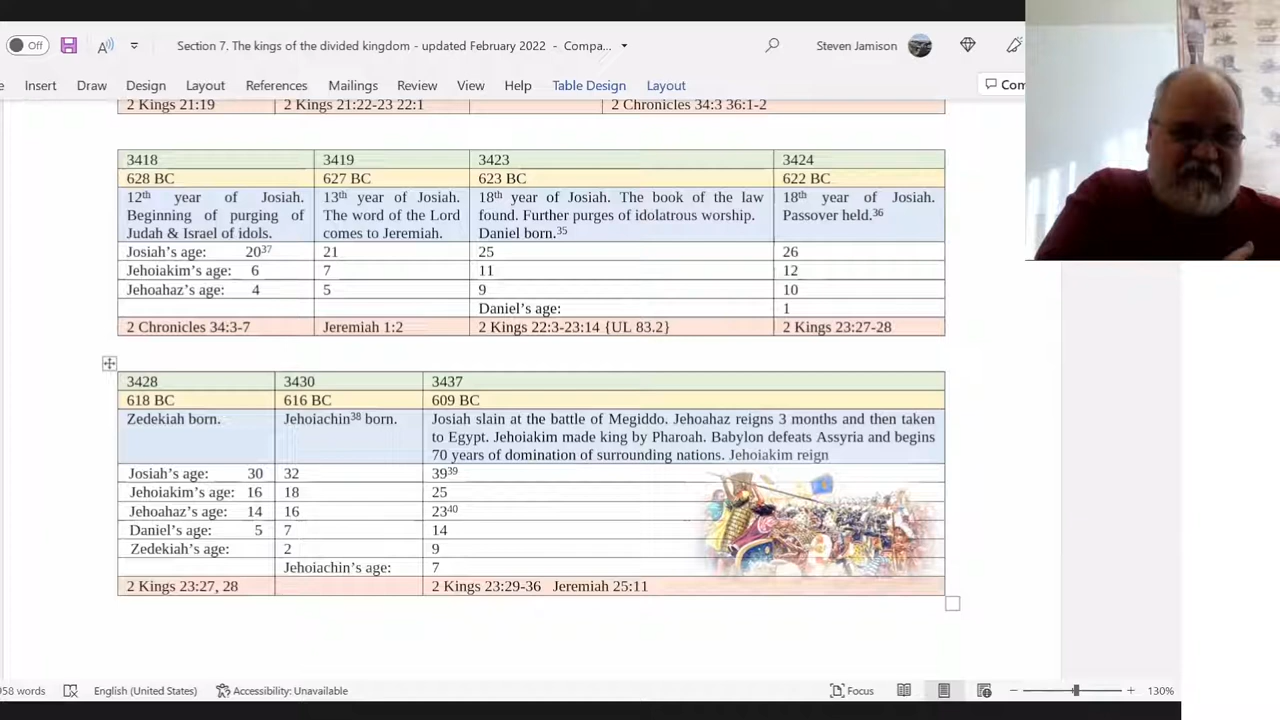 Off
Section 7. The kings of the divided kingdom - updated February 2022 - Compa...
Steven Jamison
Insert Draw Design Layout References Mailings Review View Help Table Design Layout
2 Kings 21:19 2 Kings 21:22-23 22:1 2 Chronicles 34:3 36:1-2
3418 3419 3423 3424
628 BC 627 BC 623 BC 622 BC
12th year of Josiah. 13th year of Josiah. 18th year of Josiah. The book of the law 18th year of Josiah.
Beginning of purging of The word of the Lord found. Further purges of idolatrous worship. Passover held.36
Judah & Israel of idols. comes to Jeremiah. Daniel born.35
Josiah's age: 2037 21 25 26
Jehoiakim's age: 6 7 11 12
Jehoahaz's age: 4 5 9 10
Daniel's age: 1
2 Chronicles 34:3-7 Jeremiah 1:2 2 Kings 22:3-23:14 {UL 83.2} 2 Kings 23:27-28
3428 3430 3437
618 BC 616 BC 609 BC
Zedekiah born. Jehoiachin38 born. Josiah slain at the battle of Megiddo. Jehoahaz reigns 3 months and then taken
to Egypt. Jehoiakim made king by Pharoah. Babylon defeats Assyria and begins
70 years of domination of surrounding nations. Jehoiakim reign
Josiah's age: 30 32 3939
Jehoiakim's age: 16 18 25
Jehoahaz's age: 14 16 2340
Daniel's age: 5 7 14
Zedekiah's age: 2 9
Jehoiachin's age: 7
2 Kings 23:27, 28 2 Kings 23:29-36 Jeremiah 25:11
958 words English (United States) Accessibility: Unavailable Focus 130%